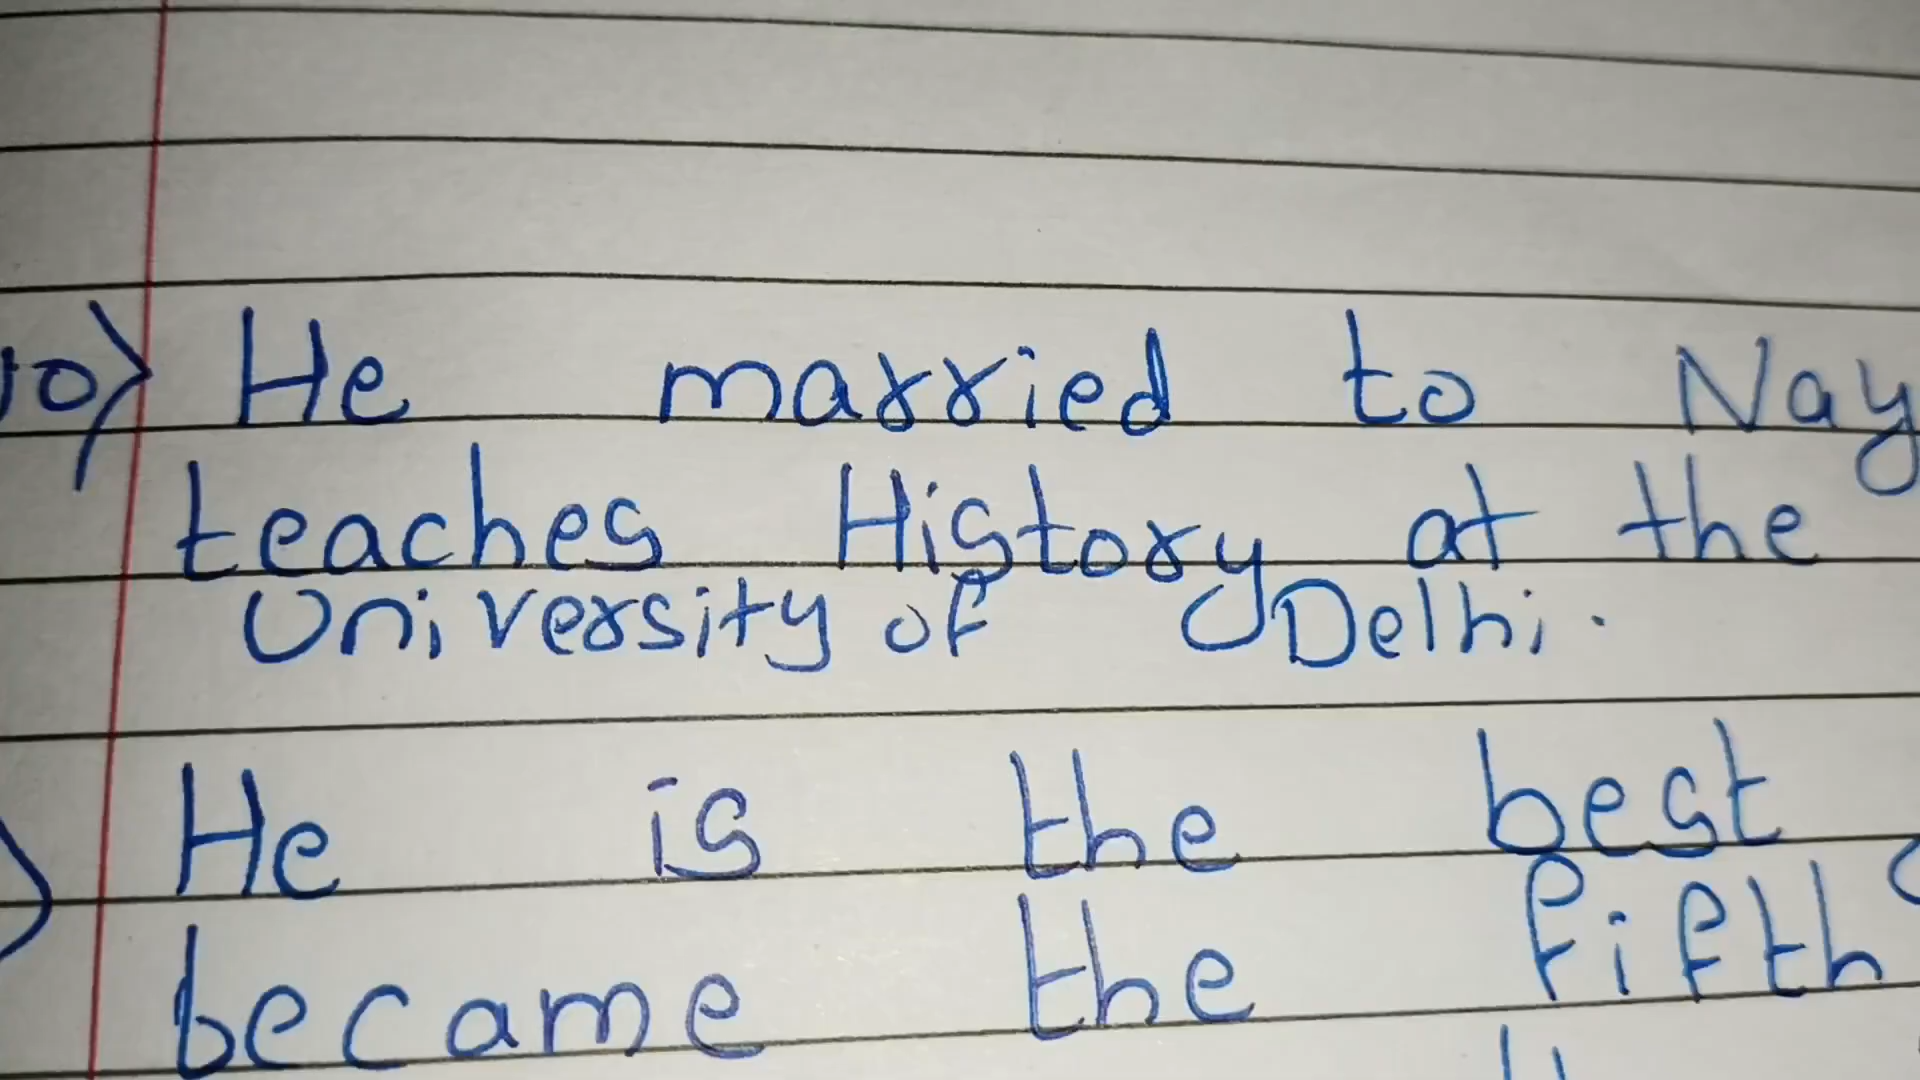 10) He married to Nay
teaches History at the
University of Delhi.
) He is the best
became the fifth